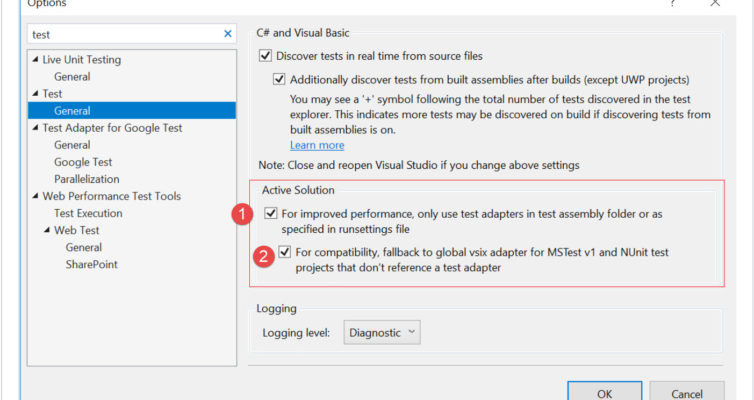 Options
?
×
test
×
Live Unit Testing
General
Test
General
Test Adapter for Google Test
General
Google Test
Parallelization
Web Performance Test Tools
Test Execution
Web Test
General
SharePoint
C# and Visual Basic
Discover tests in real time from source files
Additionally discover tests from built assemblies after builds (except UWP projects)
You may see a '+' symbol following the total number of tests discovered in the test
explorer. This indicates more tests may be discovered on build if discovering tests from
built assemblies is on.
Learn more
Note: Close and reopen Visual Studio if you change above settings
Active Solution
1
For improved performance, only use test adapters in test assembly folder or as
specified in runsettings file
2
For compatibility, fallback to global vsix adapter for MSTest v1 and NUnit test
projects that don't reference a test adapter
Logging
Logging level: Diagnostic
OK Cancel